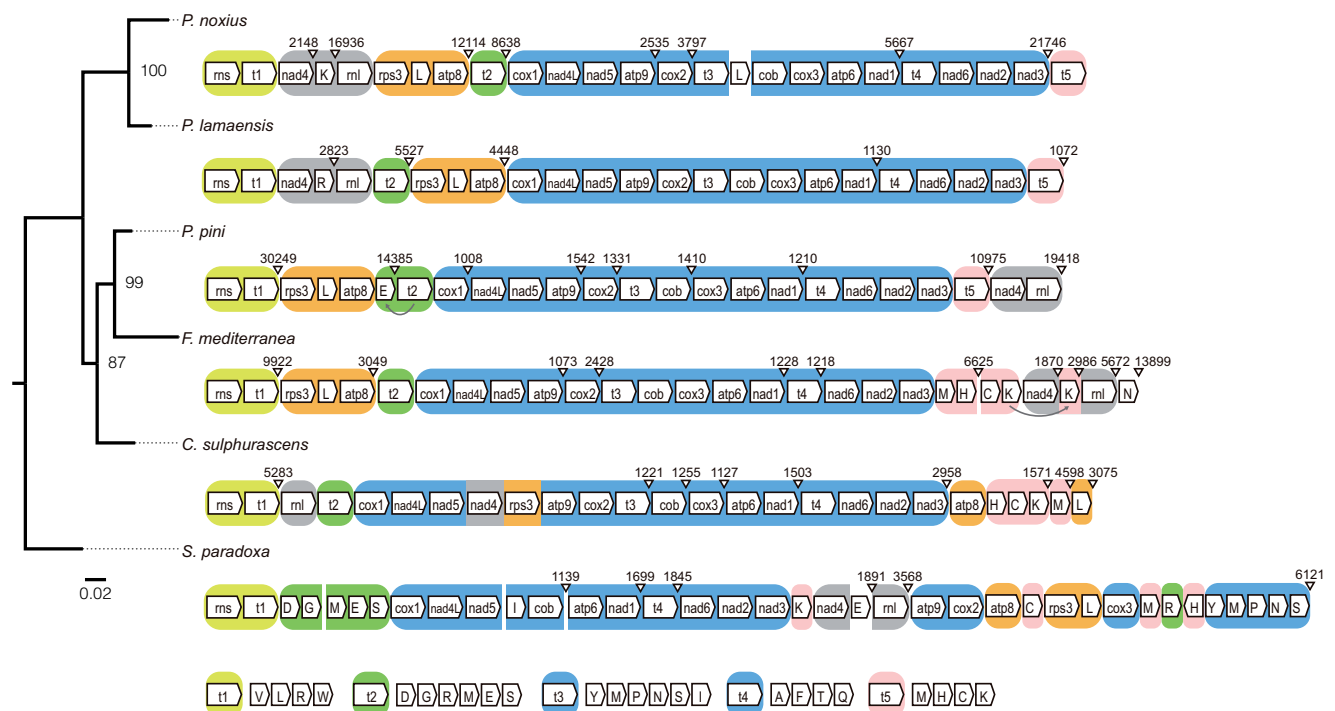 P. noxius
2148 16936 12114 8638 2535 3797 5667 21746
rns t1 nad4 K rnl rps3 L atp8 t2 cox1 nad4L nad5 atp9 cox2 t3 L cob cox3 atp6 nad1 t4 nad6 nad2 nad3 t5
100
P. lamaensis
2823 5527 4448 1130 1072
rns t1 nad4 R rnl t2 rps3 L atp8 cox1 nad4L nad5 atp9 cox2 t3 cob cox3 atp6 nad1 t4 nad6 nad2 nad3 t5
P. pini
30249 14385 1008 1542 1331 1410 1210 10975 19418
99
rns t1 rps3 L atp8 E t2 cox1 nad4L nad5 atp9 cox2 t3 cob cox3 atp6 nad1 t4 nad6 nad2 nad3 t5 nad4 rnl
F. mediterranea
87
9922 3049 1073 2428 1228 1218 6625 1870 2986 5672 13899
rns t1 rps3 L atp8 t2 cox1 nad4L nad5 atp9 cox2 t3 cob cox3 atp6 nad1 t4 nad6 nad2 nad3 M H C K nad4 K rnl N
C. sulphurascens
5283 1221 1255 1127 1503 2958 1571 4598 3075
rns t1 rnl t2 cox1 nad4L nad5 nad4 rps3 atp9 cox2 t3 cob cox3 atp6 nad1 t4 nad6 nad2 nad3 atp8 H C K M L
S. paradoxa
1139 1699 1845 1891 3568 6121
0.02
rns t1 D G M E S cox1 nad4L nad5 I cob atp6 nad1 t4 nad6 nad2 nad3 K nad4 E rnl atp9 cox2 atp8 C rps3 L cox3 M R H Y M P N S
t1 V L R W t2 D G R M E S t3 Y M P N S I t4 A F T Q t5 M H C K